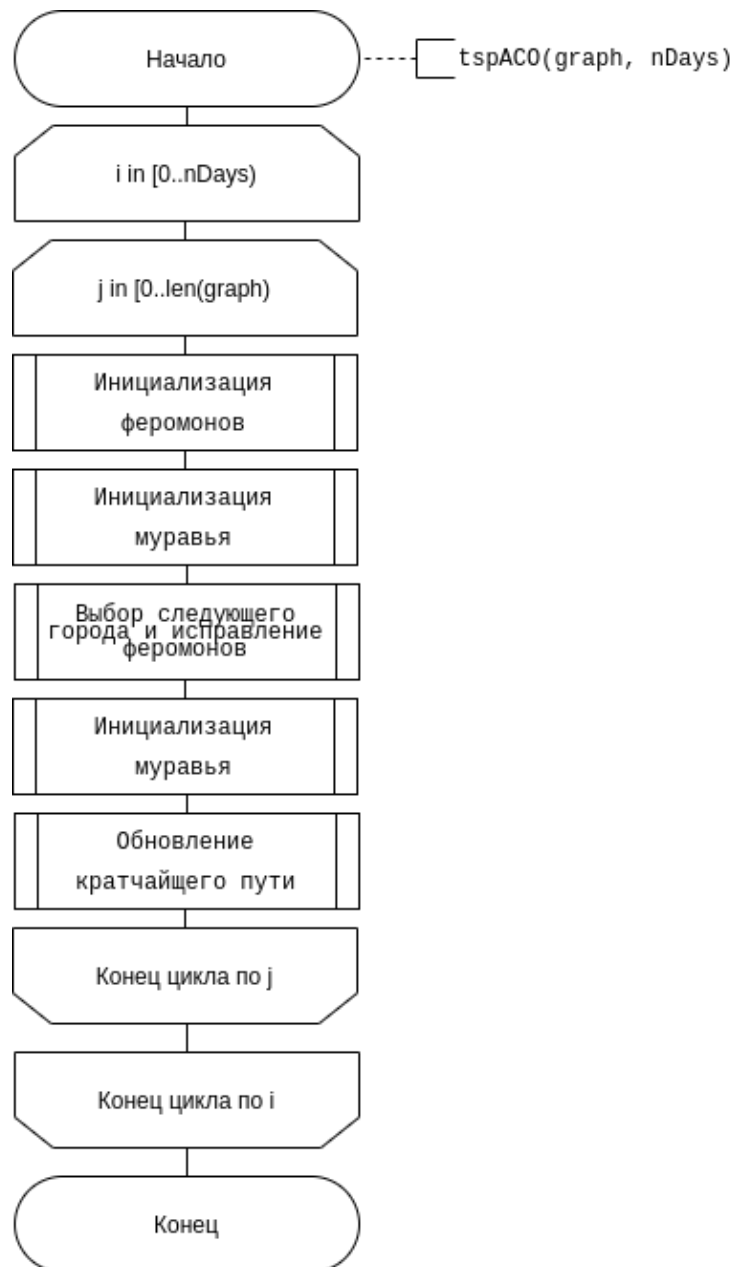 Начало
tspACO(graph, nDays)
i in [0..nDays)
j in [0..len(graph)
Инициализация
феромонов
Инициализация
муравья
Выбор следующего
города и исправление
феромонов
Инициализация
муравья
Обновление
кратчайщего пути
Конец цикла по j
Конец цикла по i
Конец